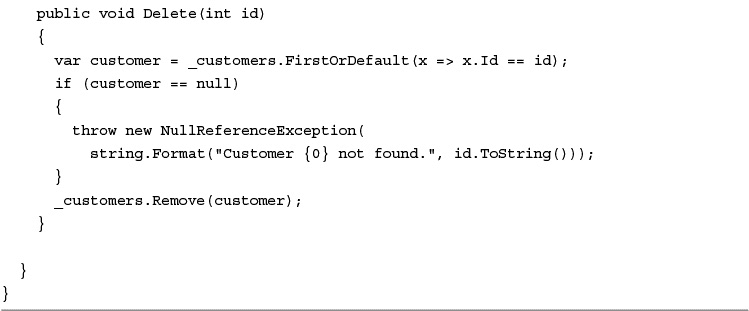 public void Delete(int id)
{
var customer = _customers.FirstOrDefault(x => x.Id == id);
if (customer == null)
{
throw new NullReferenceException(
string.Format("Customer {0} not found.", id.ToString()));
}
_customers.Remove(customer);
}
}
}